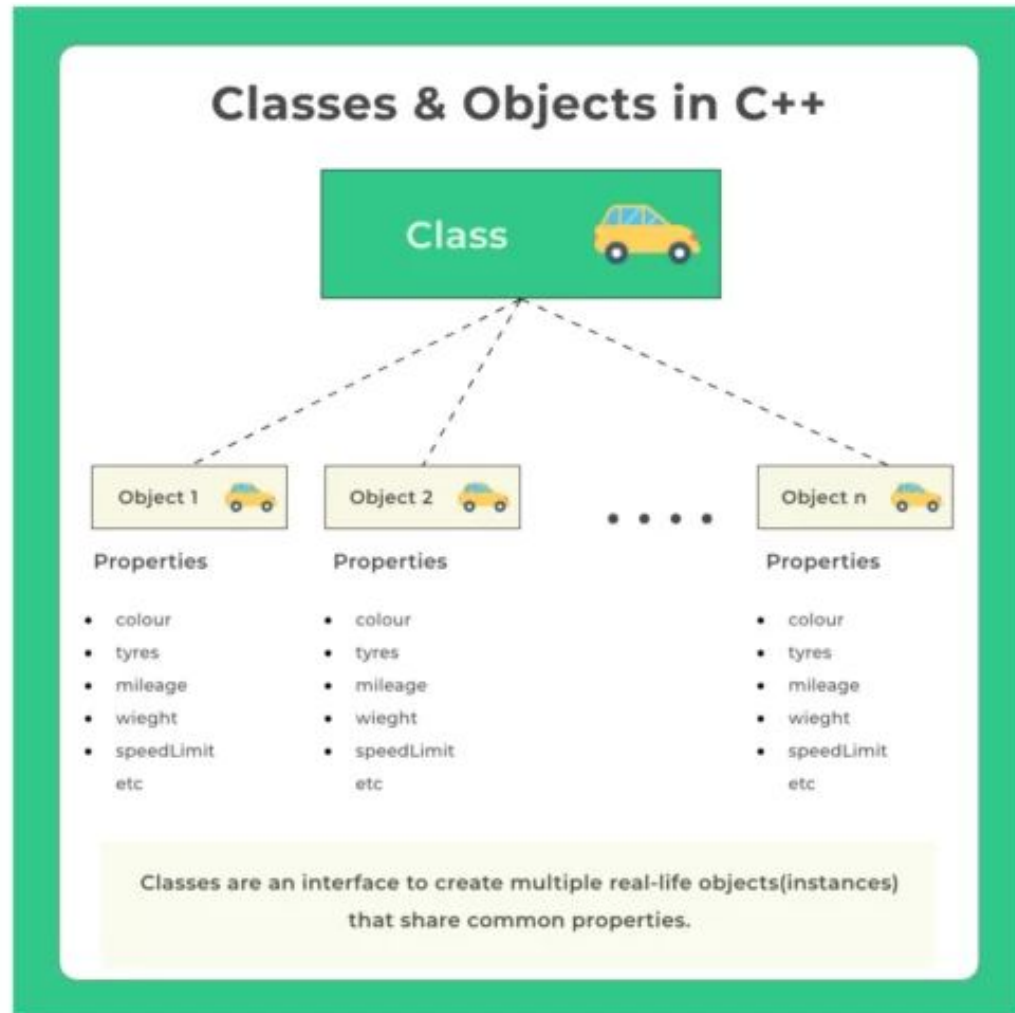 Classes & Objects in C++
Class
Object 1
Properties
• colour
• tyres
• mileage
• wieght
• speedLimit
etc
Object 2
Properties
• colour
• tyres
• mileage
• wieght
• speedLimit
etc
• • • •
Object n
Properties
• colour
• tyres
• mileage
• wieght
• speedLimit
etc
Classes are an interface to create multiple real-life objects(instances)
that share common properties.